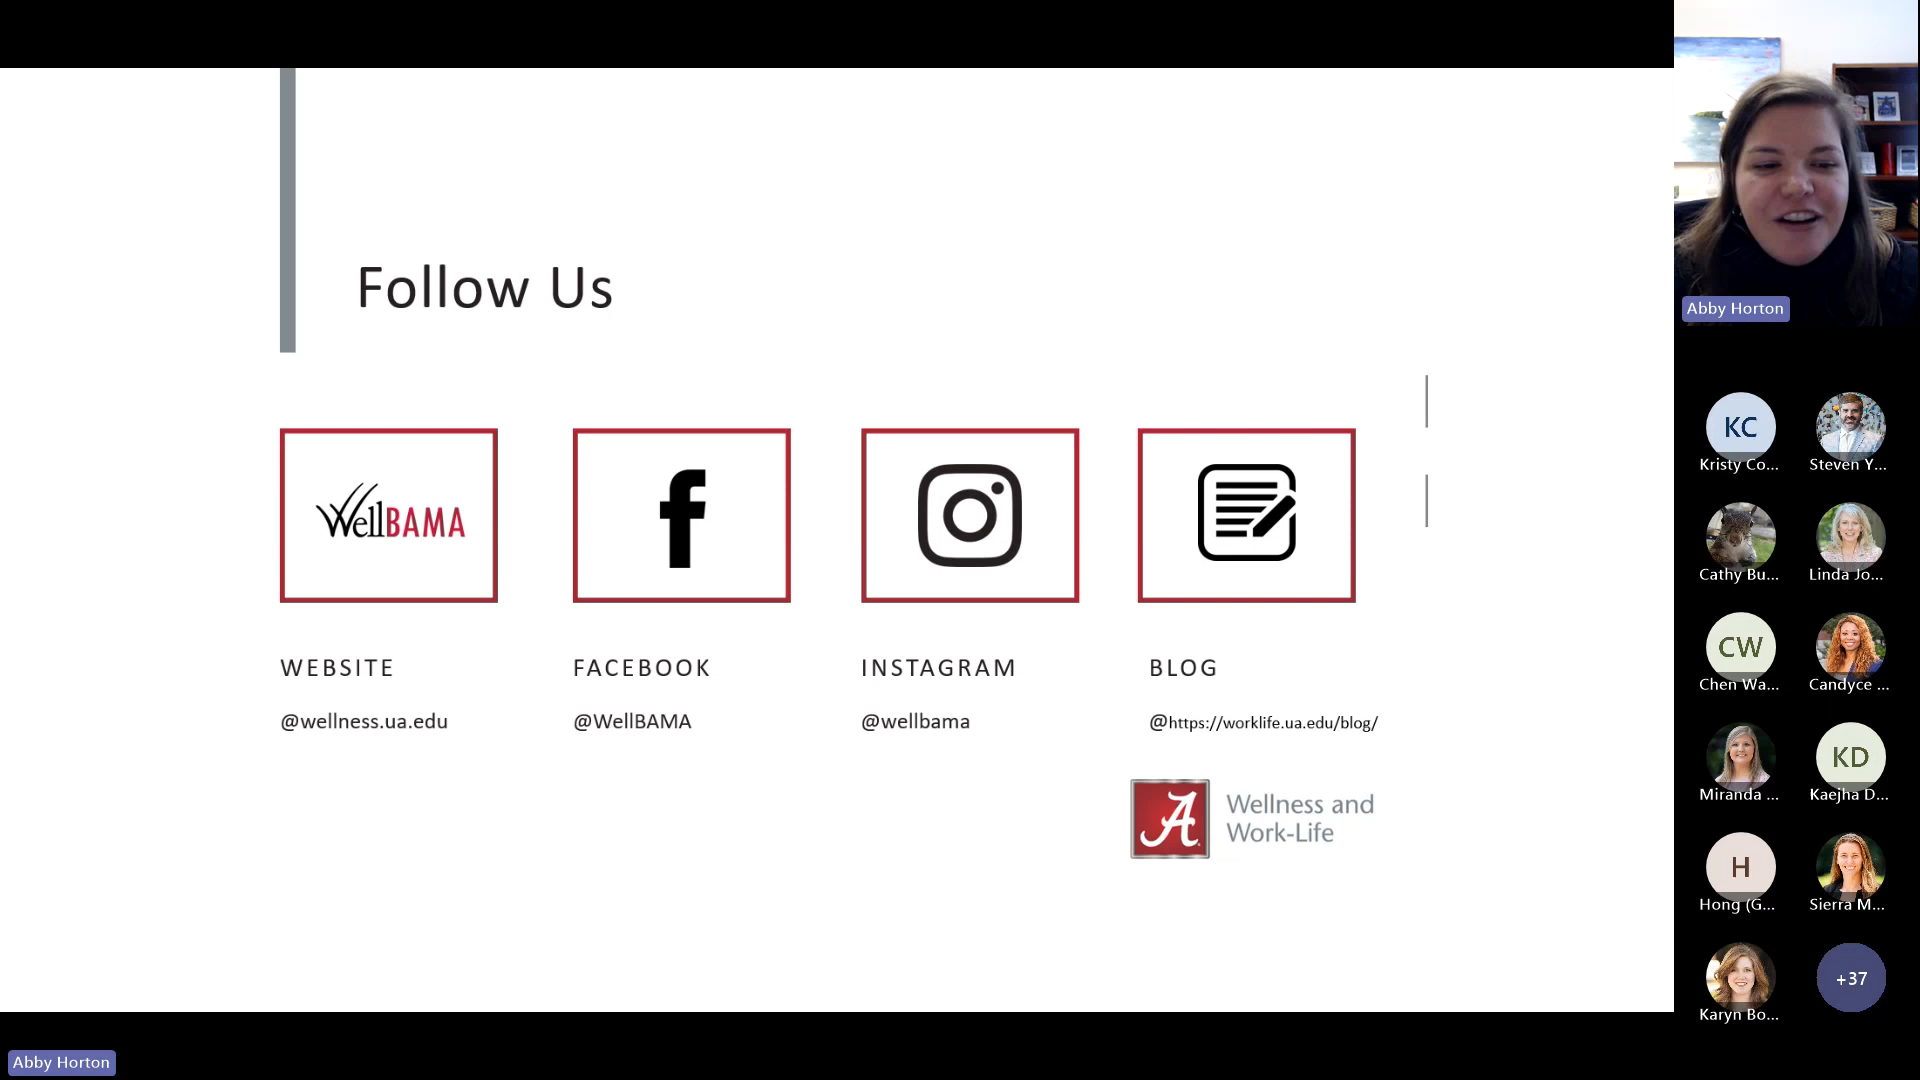 Follow Us
WellBAMA
f
WEBSITE
FACEBOOK
INSTAGRAM
BLOG
@wellness.ua.edu
@WellBAMA
@wellbama
@https://worklife.ua.edu/blog/
A
Wellness and
Work-Life
Abby Horton
KC
Kristy Co...
Steven Y...
Cathy Bu...
Linda Jo...
CW
Chen Wa...
Candyce ...
Miranda ...
KD
Kaejha D...
H
Hong (G...
Sierra M...
Karyn Bo...
+37
Abby Horton